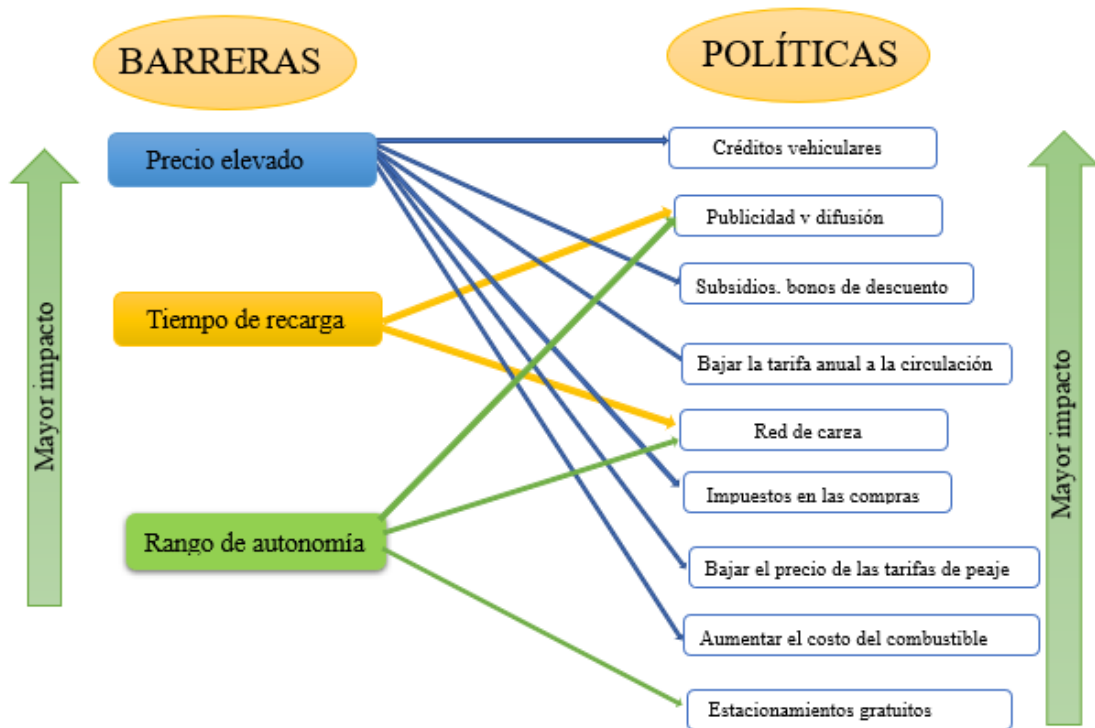 BARRERAS
POLÍTICAS
Mayor impacto
Precio elevado
Tiempo de recarga
Rango de autonomía
Créditos vehiculares
Publicidad y difusión
Subsidios. bonos de descuento
Bajar la tarifa anual a la circulación
Red de carga
Impuestos en las compras
Bajar el precio de las tarifas de peaje
Aumentar el costo del combustible
Estacionamientos gratuitos
Mayor impacto